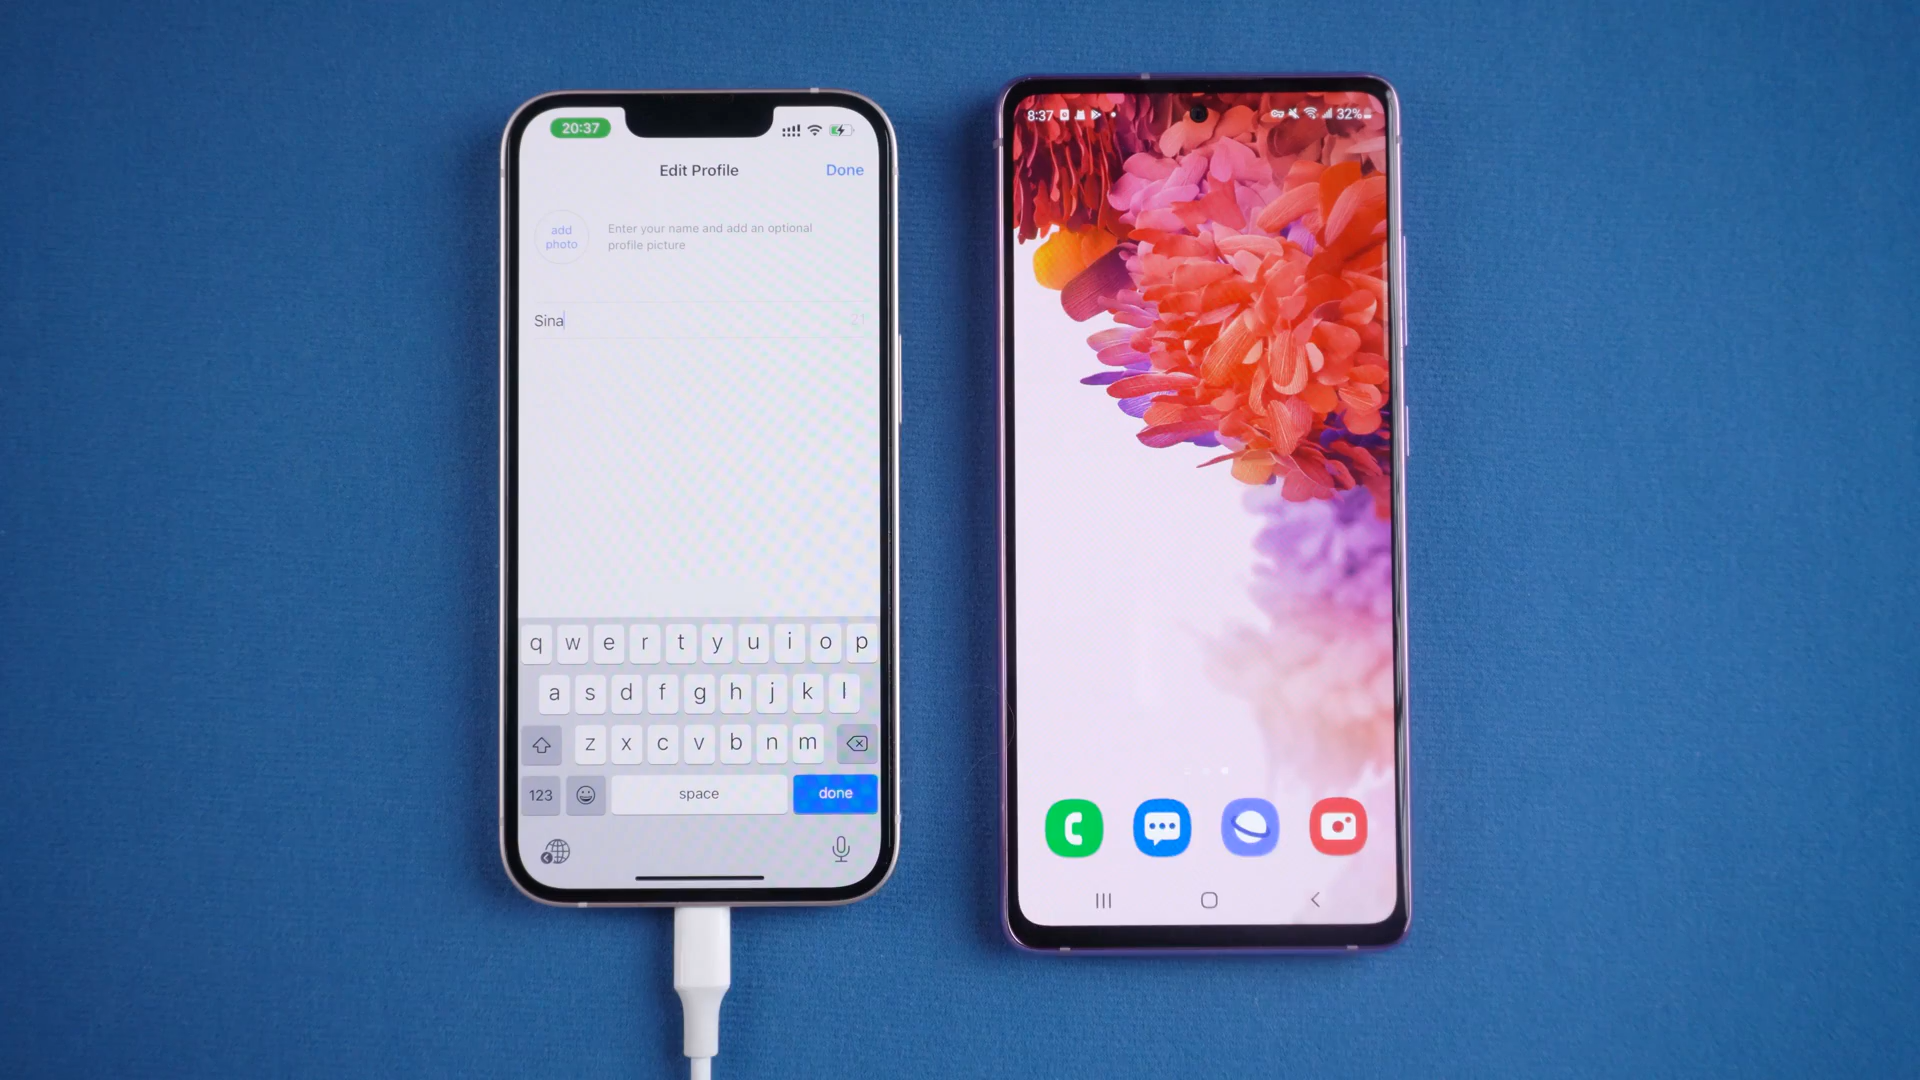 20:37
Edit Profile
Done
add
photo
Enter your name and add an optional
profile picture
Sina
21
q w e r t y u i o p
a s d f g h j k l
z x c v b n m
123
space
done
8:37
32%